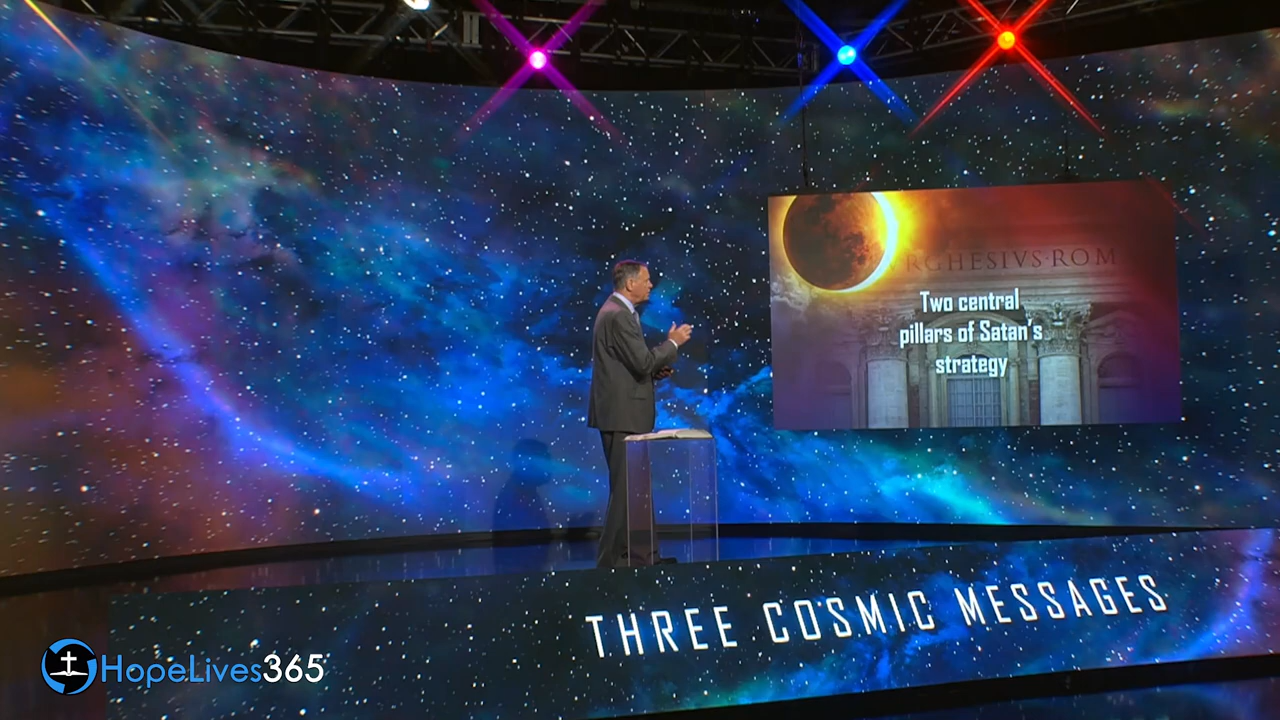 RGHESIVS·ROM
Two central
pillars of Satan's
strategy
THREE COSMIC MESSAGES
HopeLives365